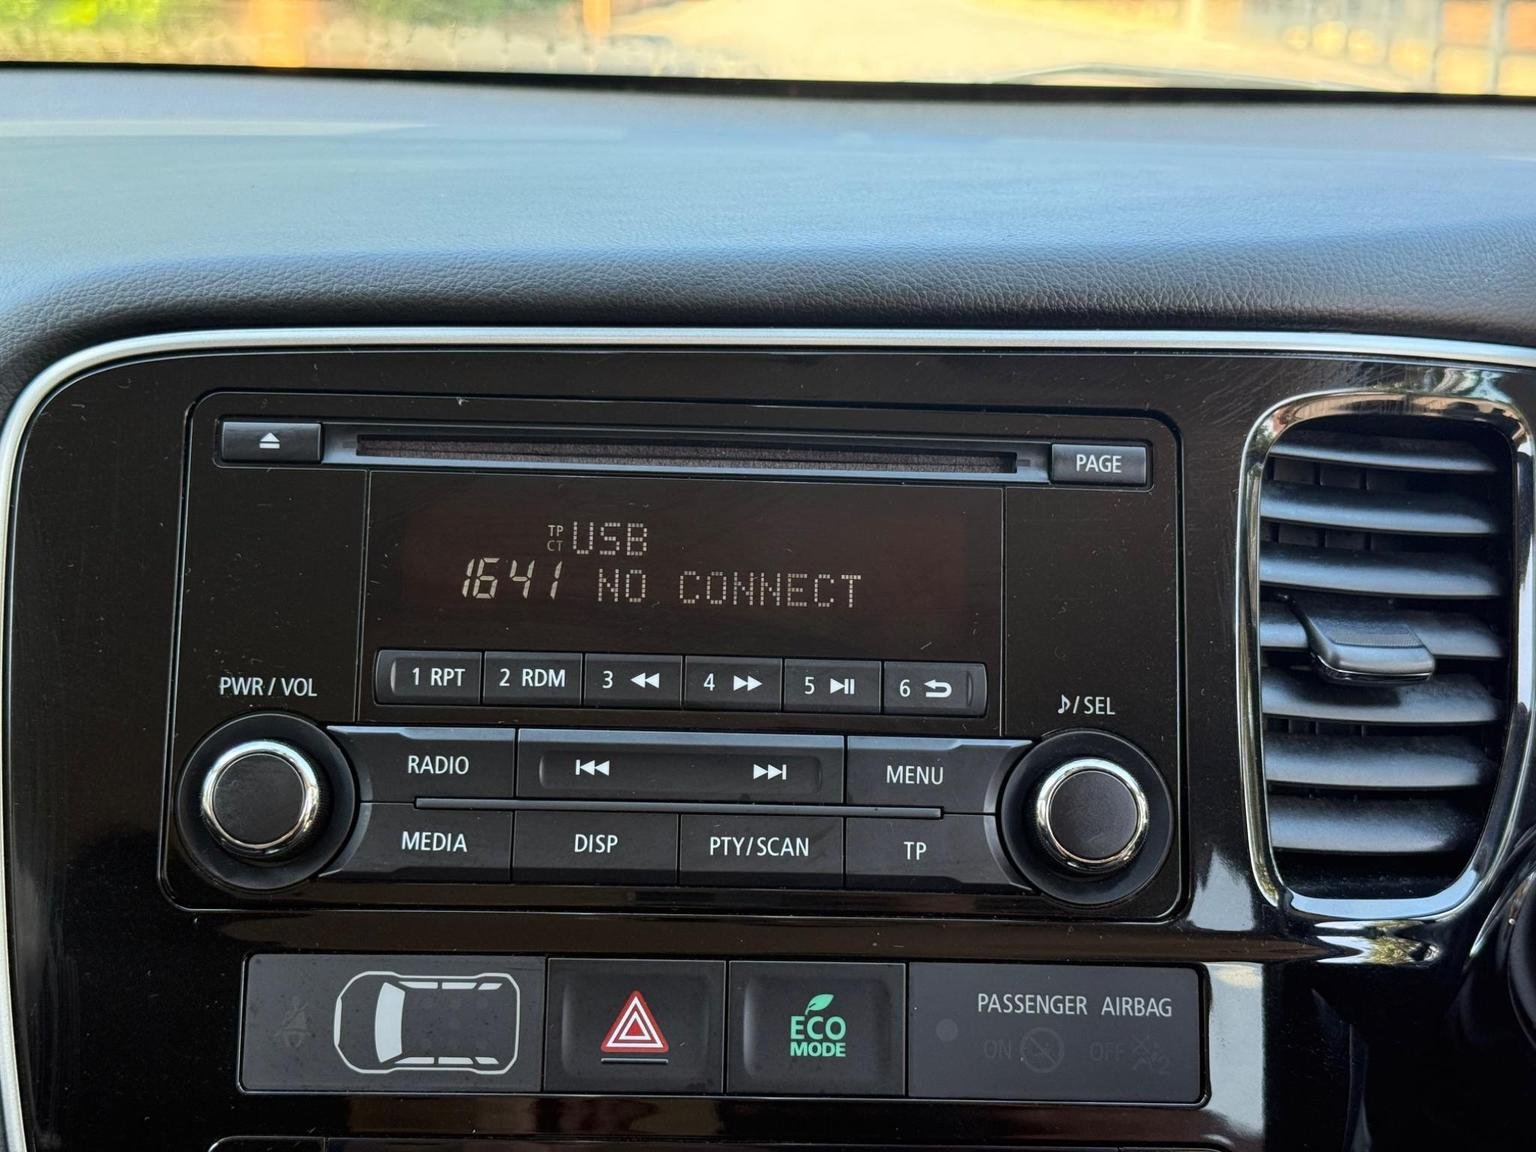 PAGE
TP
CT
USB
1641 NO CONNECT
1 RPT
2 RDM
3
4
5
6
PWR / VOL
♪/ SEL
RADIO
MENU
MEDIA
DISP
PTY/SCAN
TP
ECO
MODE
PASSENGER AIRBAG
ON
OFF
2